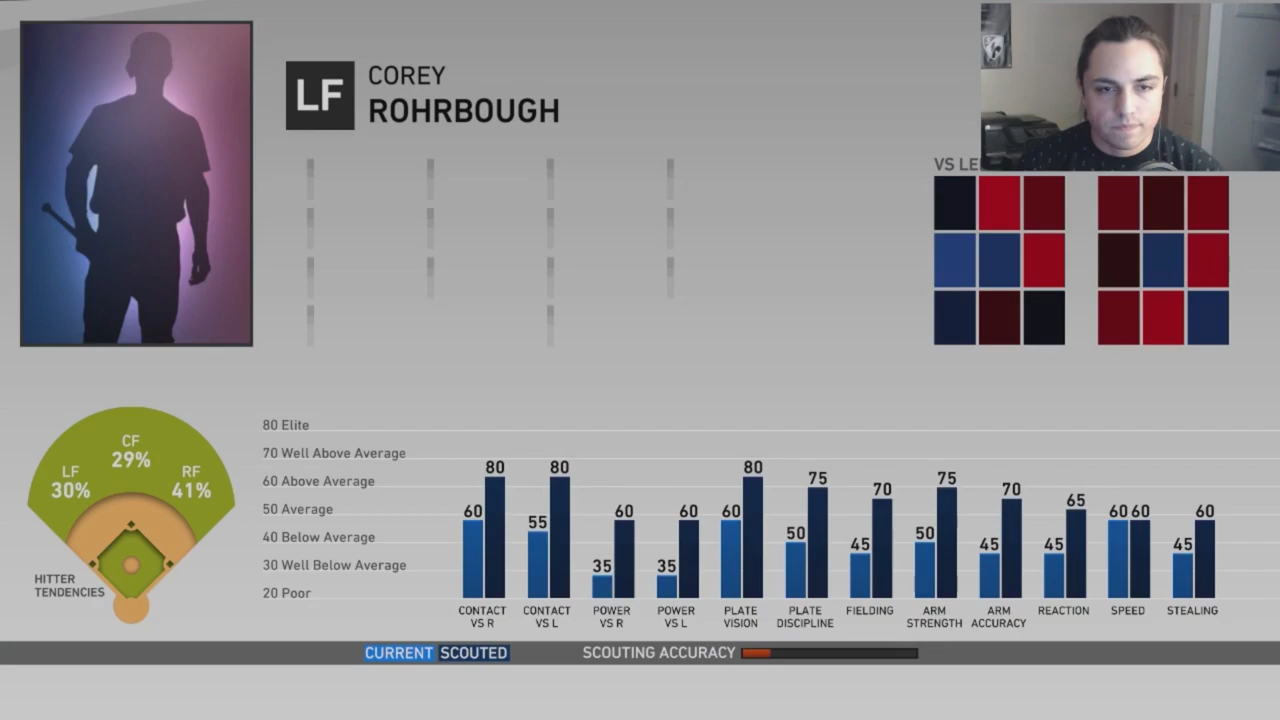 LF
COREY
ROHRBOUGH
VS LE
CF
29%
LF
30%
RF
41%
HITTER
TENDENCIES
80 Elite
70 Well Above Average
60 Above Average
50 Average
40 Below Average
30 Well Below Average
20 Poor
60 80
55 80
35 60
35 60
60 80
50 75
45 70
50 75
45 70
45 65
60 60
45 60
CONTACT
VS R
CONTACT
VS L
POWER
VS R
POWER
VS L
PLATE
VISION
PLATE
DISCIPLINE
FIELDING
ARM
STRENGTH
ARM
ACCURACY
REACTION
SPEED
STEALING
CURRENT SCOUTED
SCOUTING ACCURACY